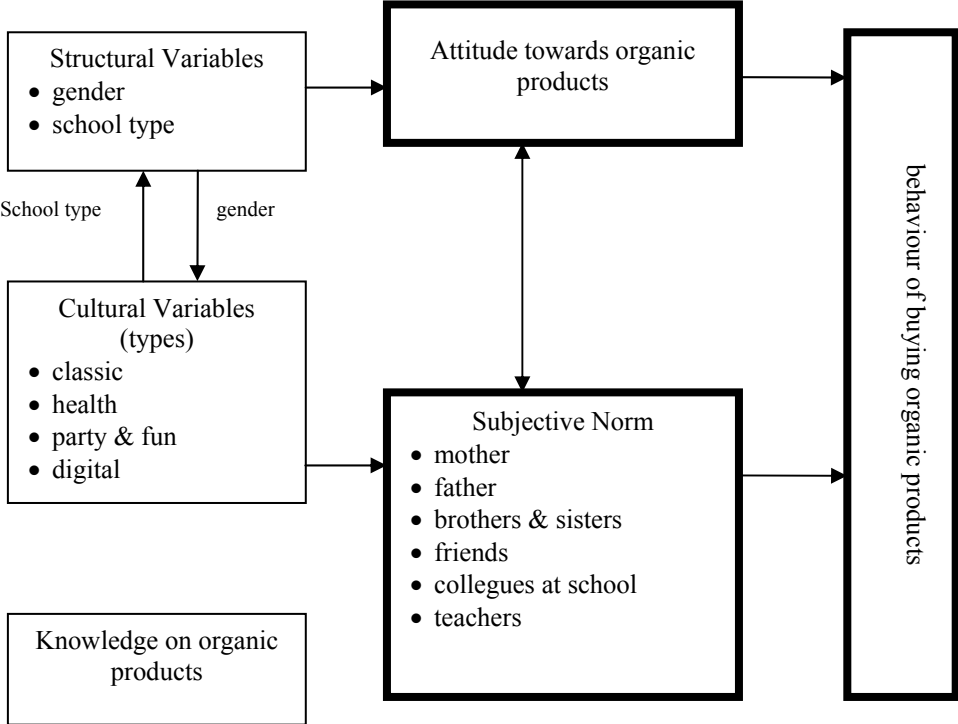 Structural Variables
• gender
• school type
Attitude towards organic
products
School type
gender
Cultural Variables
(types)
• classic
• health
• party & fun
• digital
Subjective Norm
• mother
• father
• brothers & sisters
• friends
• collegues at school
• teachers
Knowledge on organic
products
behaviour of buying organic products